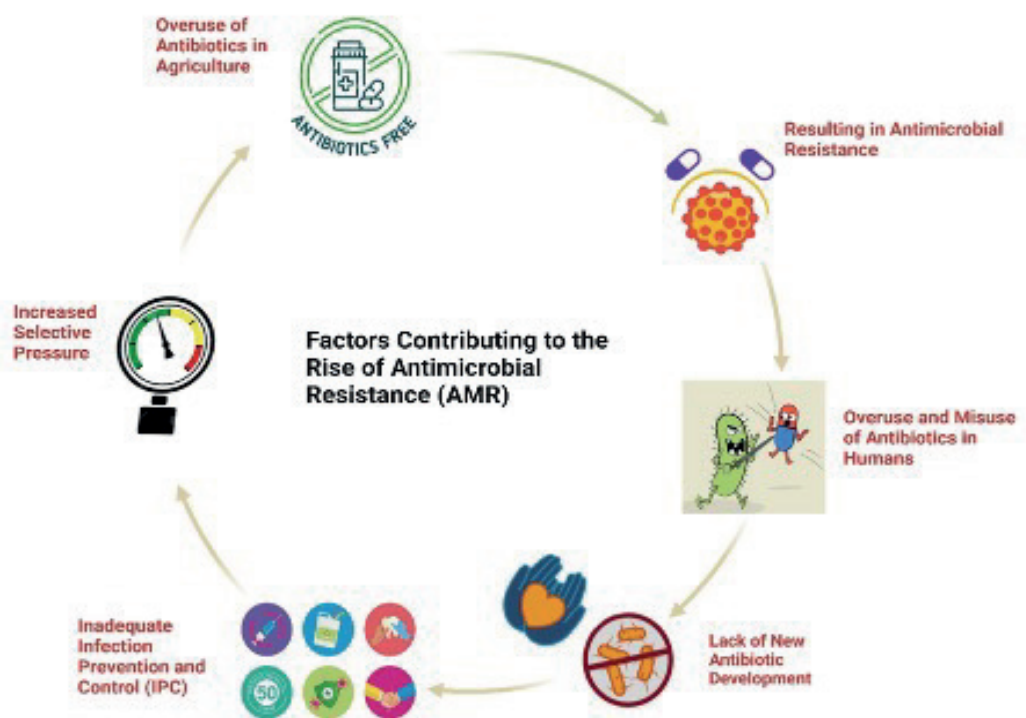 Overuse of
Antibiotics in
Agriculture
ANTIBIOTICS FREE
Resulting in Antimicrobial
Resistance
Increased
Selective
Pressure
Factors Contributing to the
Rise of Antimicrobial
Resistance (AMR)
Overuse and Misuse
of Antibiotics in
Humans
Inadequate
Infection
Prevention and
Control (IPC)
50
Lack of New
Antibiotic
Development